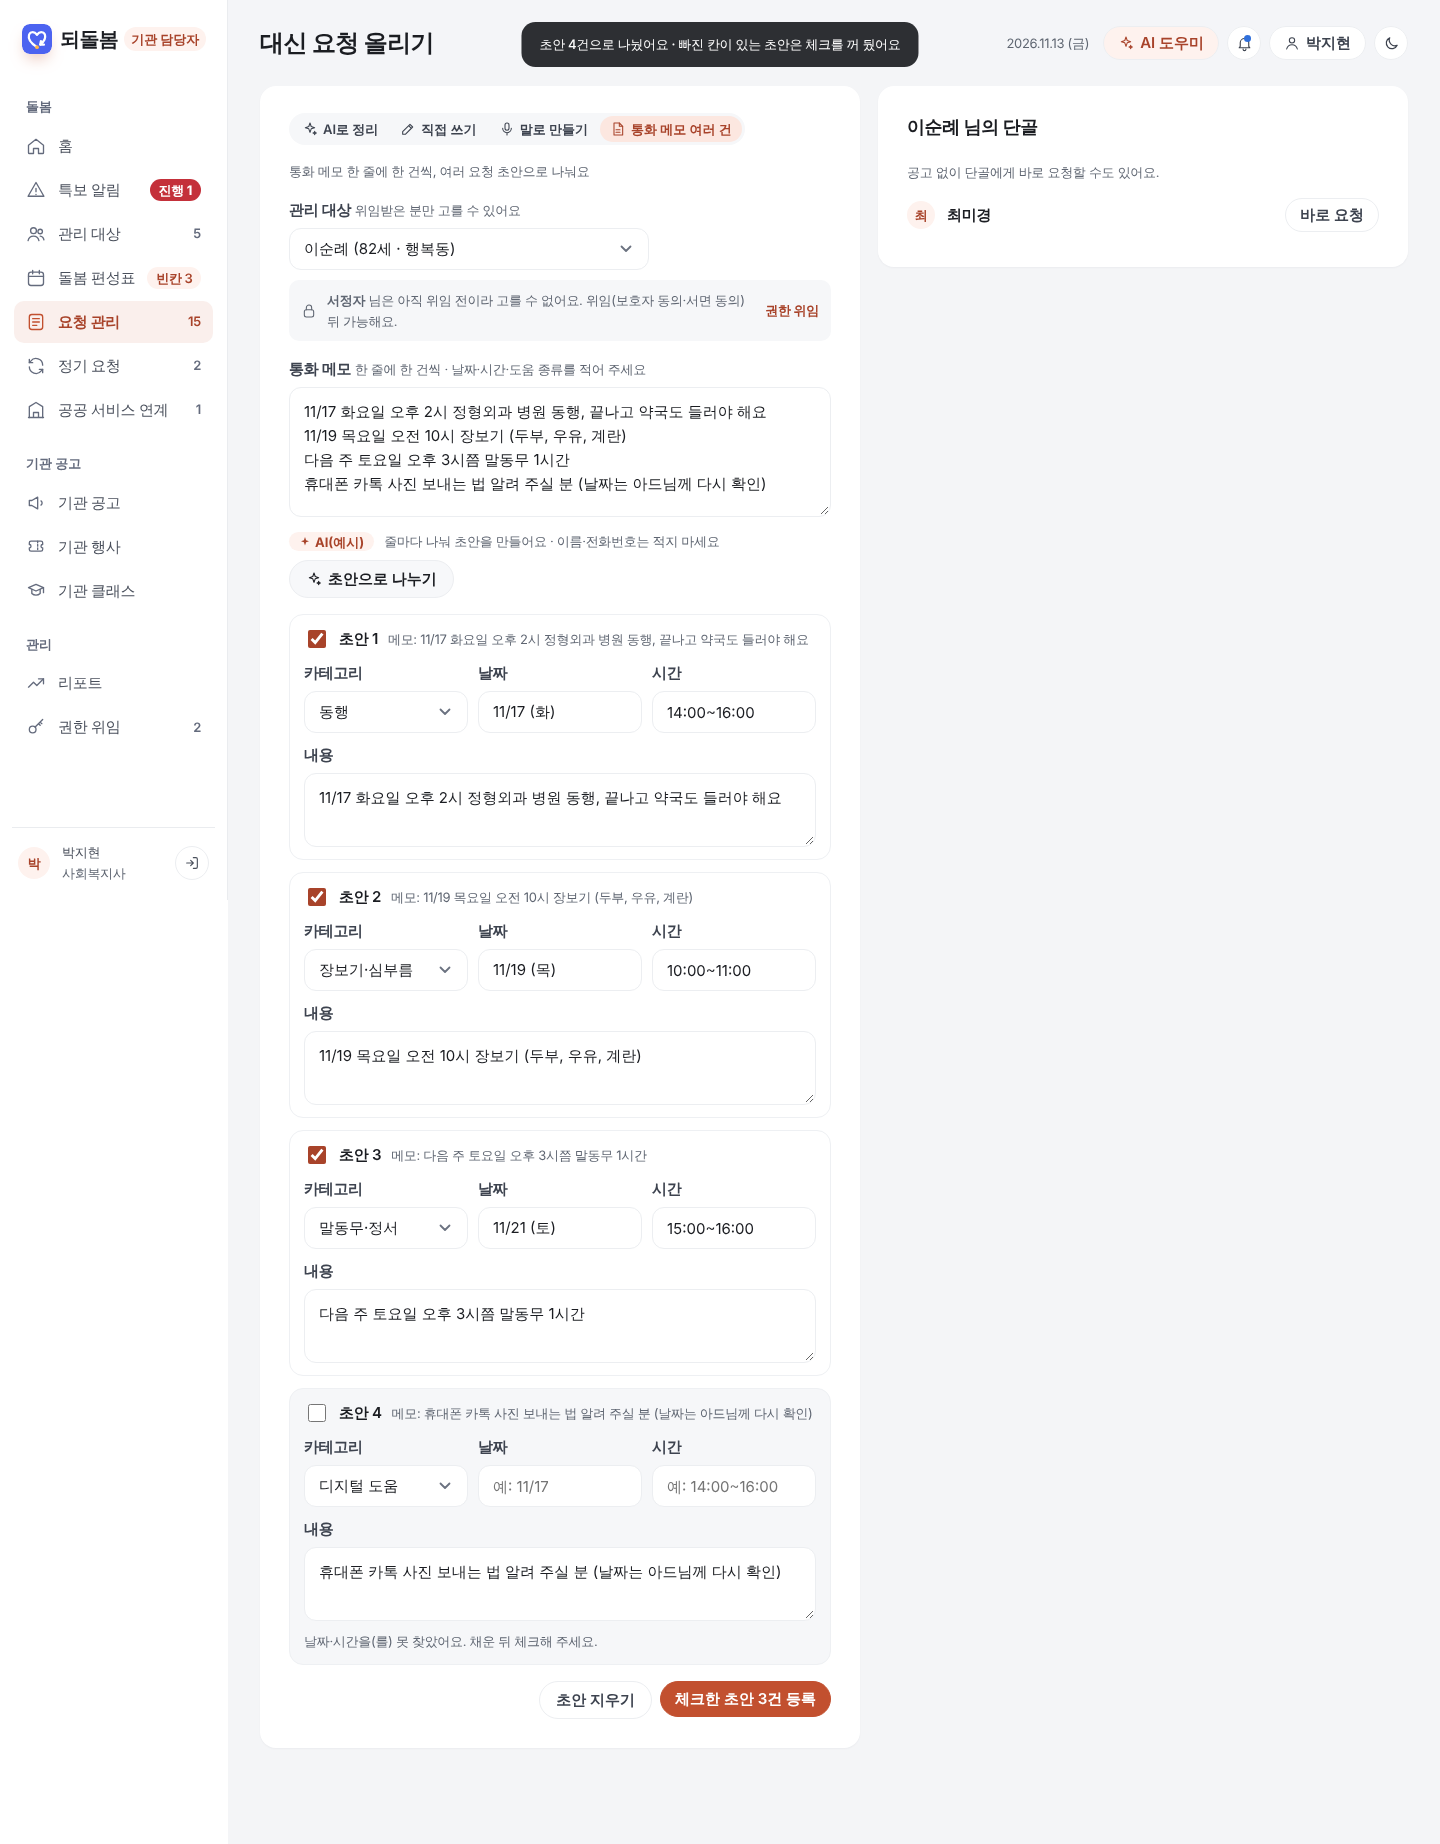 되돌봄 기관 담당자
돌봄
홈
특보 알림 진행 1
관리 대상 5
돌봄 편성표 빈칸 3
요청 관리 15
정기 요청 2
공공 서비스 연계 1
기관 공고
기관 공고
기관 행사
기관 클래스
관리
리포트
권한 위임 2
박 박지현
사회복지사
대신 요청 올리기
초안 4건으로 나눴어요 · 빠진 칸이 있는 초안은 체크를 꺼 뒀어요
2026.11.13 (금) AI 도우미 박지현
AI로 정리 직접 쓰기 말로 만들기 통화 메모 여러 건
통화 메모 한 줄에 한 건씩, 여러 요청 초안으로 나눠요
관리 대상 위임받은 분만 고를 수 있어요
이순례 (82세 · 행복동)
서정자 님은 아직 위임 전이라 고를 수 없어요. 위임(보호자 동의·서면 동의)
뒤 가능해요.
권한 위임
통화 메모 한 줄에 한 건씩 · 날짜·시간·도움 종류를 적어 주세요
11/17 화요일 오후 2시 정형외과 병원 동행, 끝나고 약국도 들러야 해요
11/19 목요일 오전 10시 장보기 (두부, 우유, 계란)
다음 주 토요일 오후 3시쯤 말동무 1시간
휴대폰 카톡 사진 보내는 법 알려 주실 분 (날짜는 아드님께 다시 확인)
AI(예시) 줄마다 나눠 초안을 만들어요 · 이름·전화번호는 적지 마세요
초안으로 나누기
초안 1 메모: 11/17 화요일 오후 2시 정형외과 병원 동행, 끝나고 약국도 들러야 해요
카테고리 날짜 시간
동행 11/17 (화) 14:00~16:00
내용
11/17 화요일 오후 2시 정형외과 병원 동행, 끝나고 약국도 들러야 해요
초안 2 메모: 11/19 목요일 오전 10시 장보기 (두부, 우유, 계란)
카테고리 날짜 시간
장보기·심부름 11/19 (목) 10:00~11:00
내용
11/19 목요일 오전 10시 장보기 (두부, 우유, 계란)
초안 3 메모: 다음 주 토요일 오후 3시쯤 말동무 1시간
카테고리 날짜 시간
말동무·정서 11/21 (토) 15:00~16:00
내용
다음 주 토요일 오후 3시쯤 말동무 1시간
초안 4 메모: 휴대폰 카톡 사진 보내는 법 알려 주실 분 (날짜는 아드님께 다시 확인)
카테고리 날짜 시간
디지털 도움 예: 11/17 예: 14:00~16:00
내용
휴대폰 카톡 사진 보내는 법 알려 주실 분 (날짜는 아드님께 다시 확인)
날짜·시간을(를) 못 찾았어요. 채운 뒤 체크해 주세요.
초안 지우기 체크한 초안 3건 등록
이순례 님의 단골
공고 없이 단골에게 바로 요청할 수도 있어요.
최 최미경 바로 요청